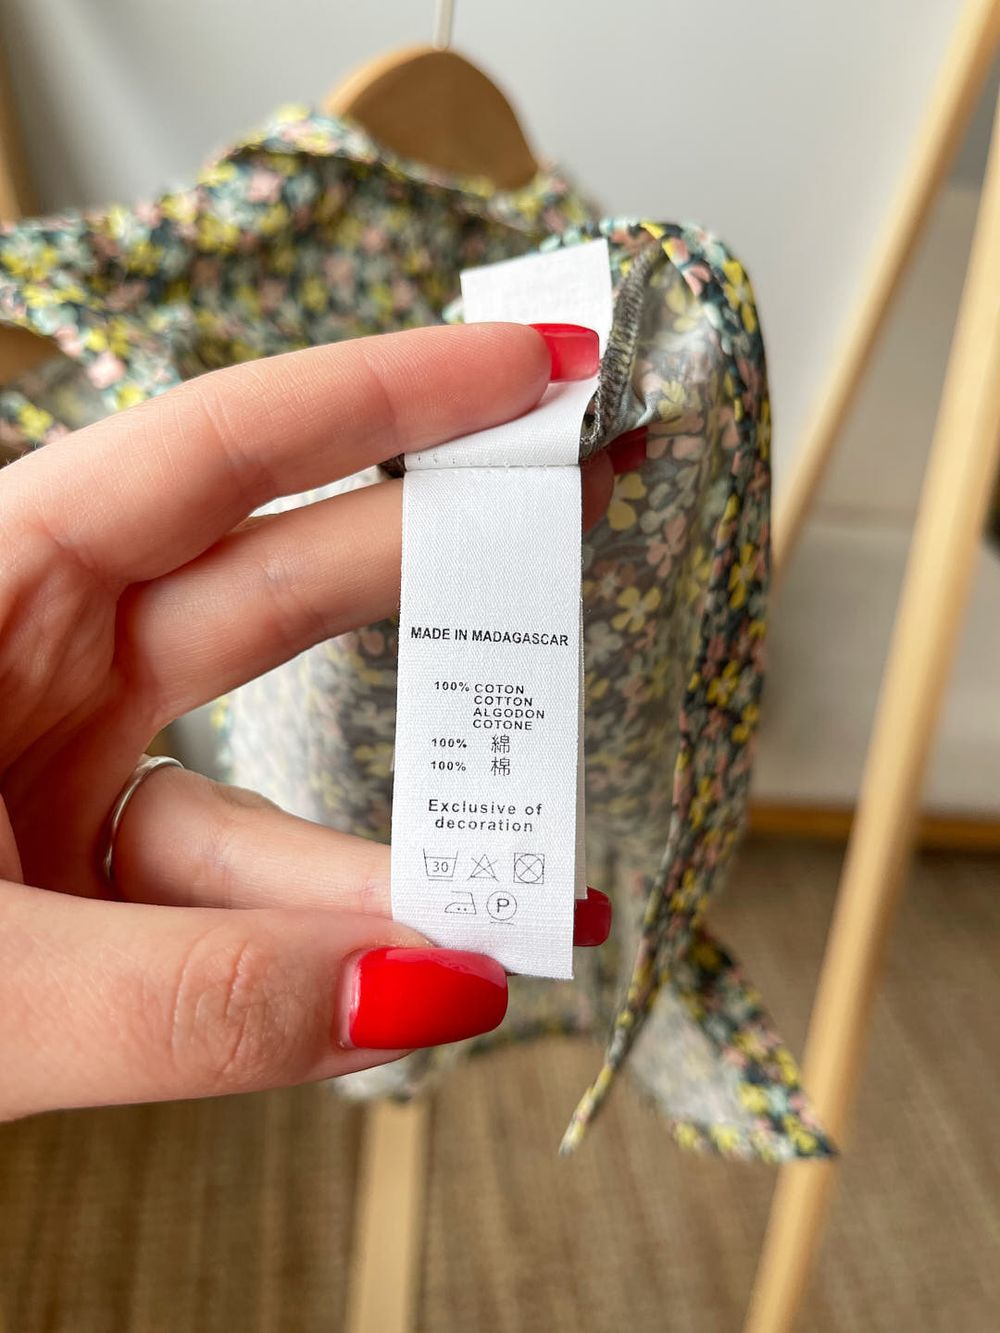 MADE IN MADAGASCAR
100% COTON
COTTON
ALGODON
COTONE
100% 綿
100% 棉
Exclusive of
decoration
30
P